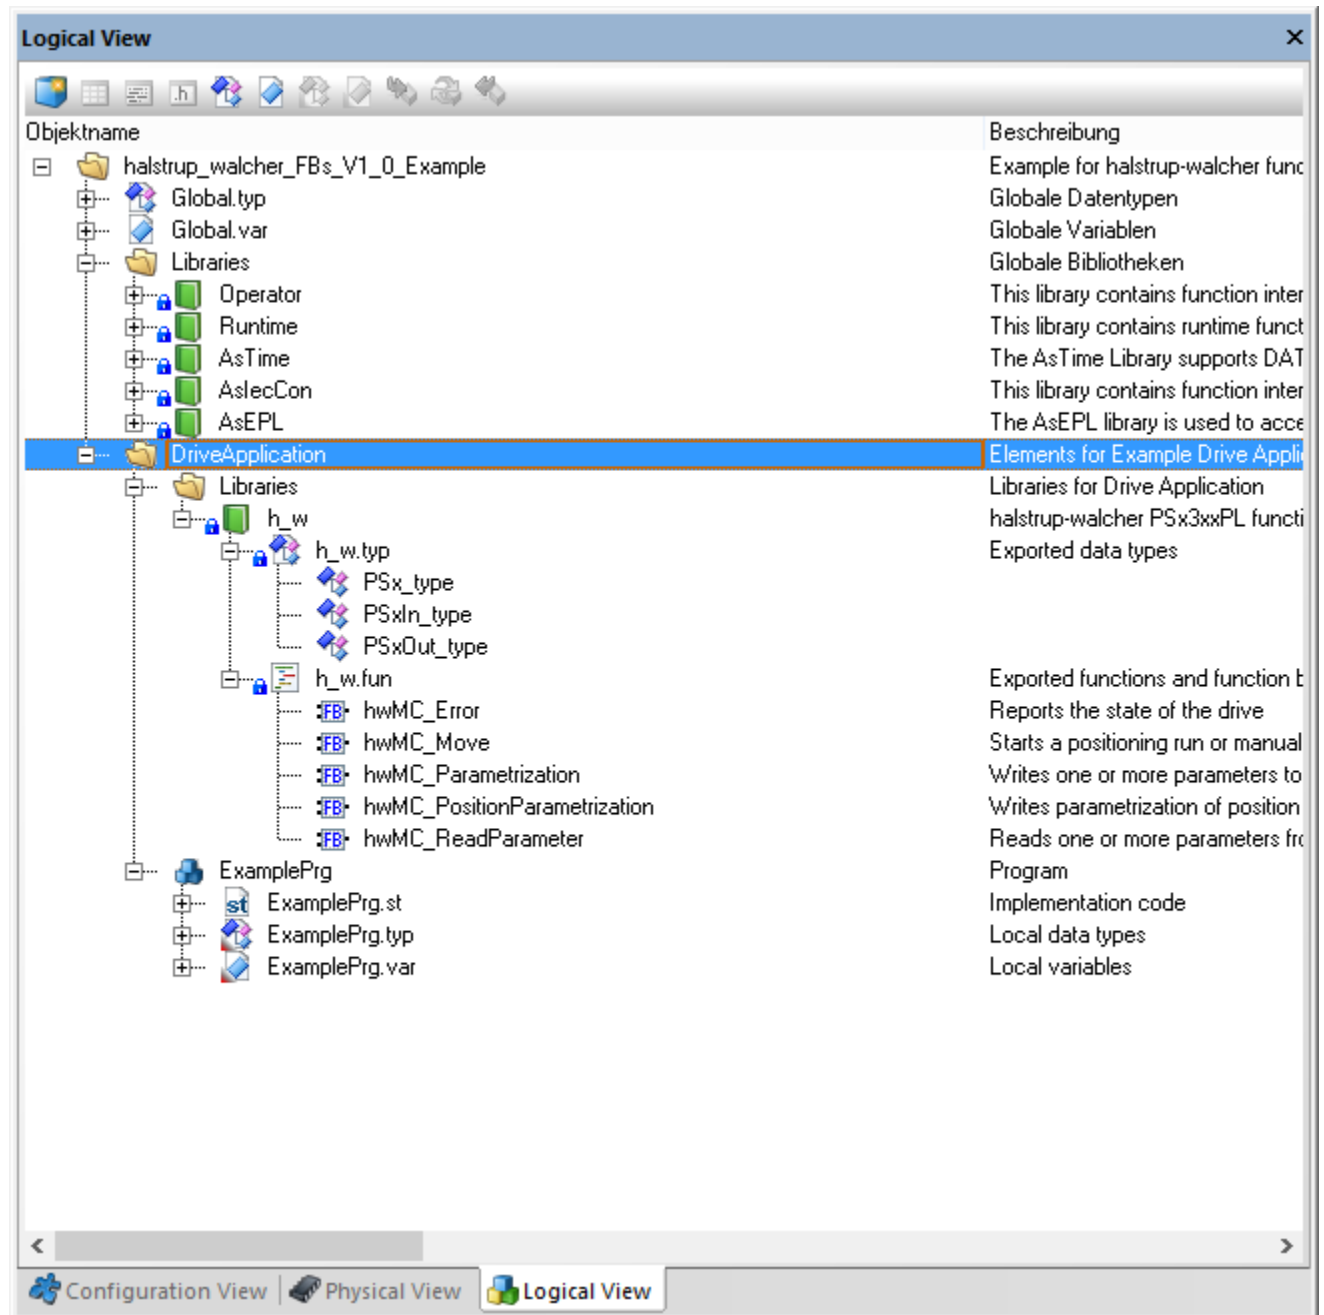 Logical View
.h
Objektname Beschreibung
halstrup_walcher_FBs_V1_0_Example Example for halstrup-walcher func
Global.typ Globale Datentypen
Global.var Globale Variablen
Libraries Globale Bibliotheken
Operator This library contains function inter
Runtime This library contains runtime funct
AsTime The AsTime Library supports DAT
AsIecCon This library contains function inter
AsEPL The AsEPL library is used to acce
DriveApplication Elements for Example Drive Appli
Libraries Libraries for Drive Application
h_w halstrup-walcher PSx3xxPL functi
h_w.typ Exported data types
PSx_type
PSxIn_type
PSxOut_type
h_w.fun Exported functions and function b
FB hwMC_Error Reports the state of the drive
FB hwMC_Move Starts a positioning run or manual
FB hwMC_Parametrization Writes one or more parameters to
FB hwMC_PositionParametrization Writes parametrization of position
FB hwMC_ReadParameter Reads one or more parameters fro
ExamplePrg Program
st ExamplePrg.st Implementation code
ExamplePrg.typ Local data types
ExamplePrg.var Local variables
Configuration View Physical View Logical View